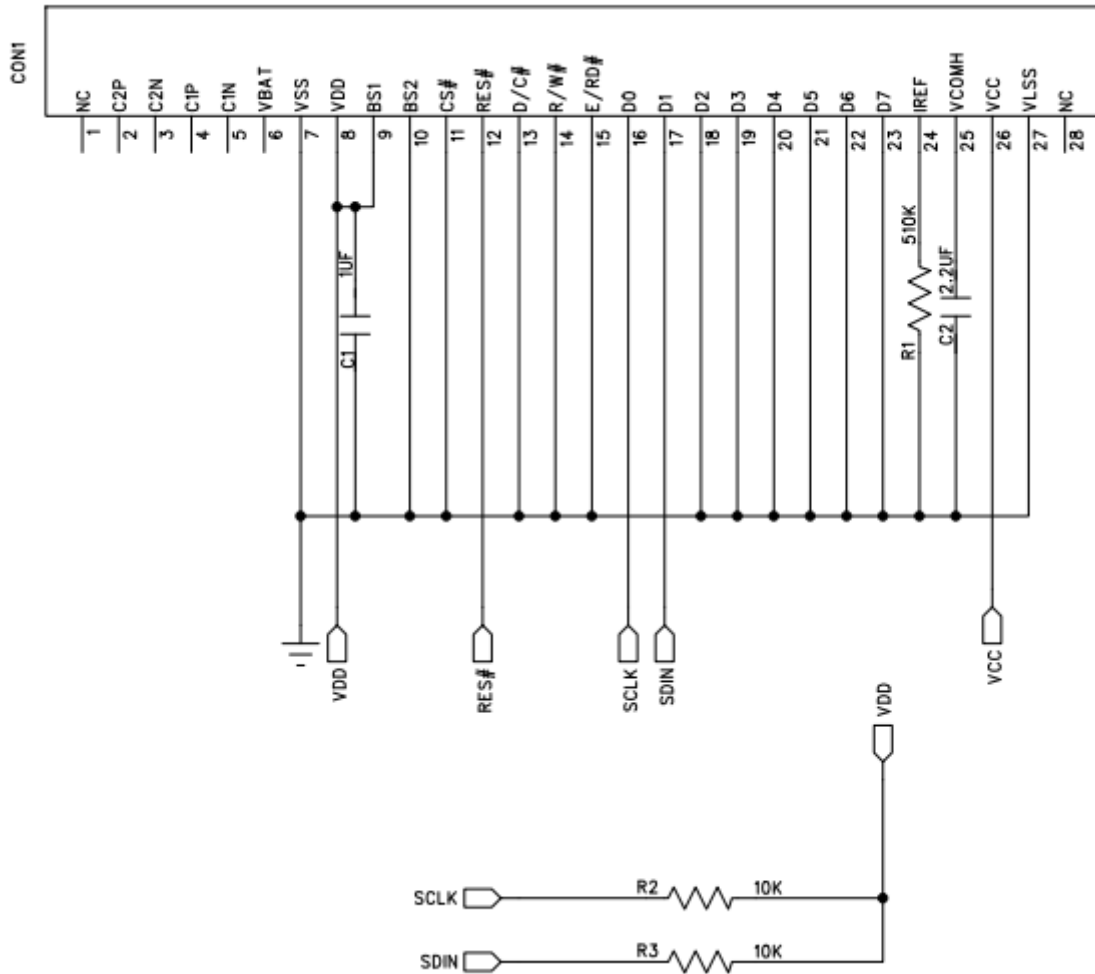 CON1
NC C2P C2N C1P C1N VBAT VSS VDD BS1 BS2 CS# RES# D/C# R/W# E/RD# D0 D1 D2 D3 D4 D5 D6 D7 IREF VCOMH VCC VLSS NC
1 2 3 4 5 6 7 8 9 10 11 12 13 14 15 16 17 18 19 20 21 22 23 24 25 26 27 28
1UF
C1
510K
R1
2.2UF
C2
VDD
RES#
SCLK
SDIN
VCC
VDD
SCLK R2 10K
SDIN R3 10K